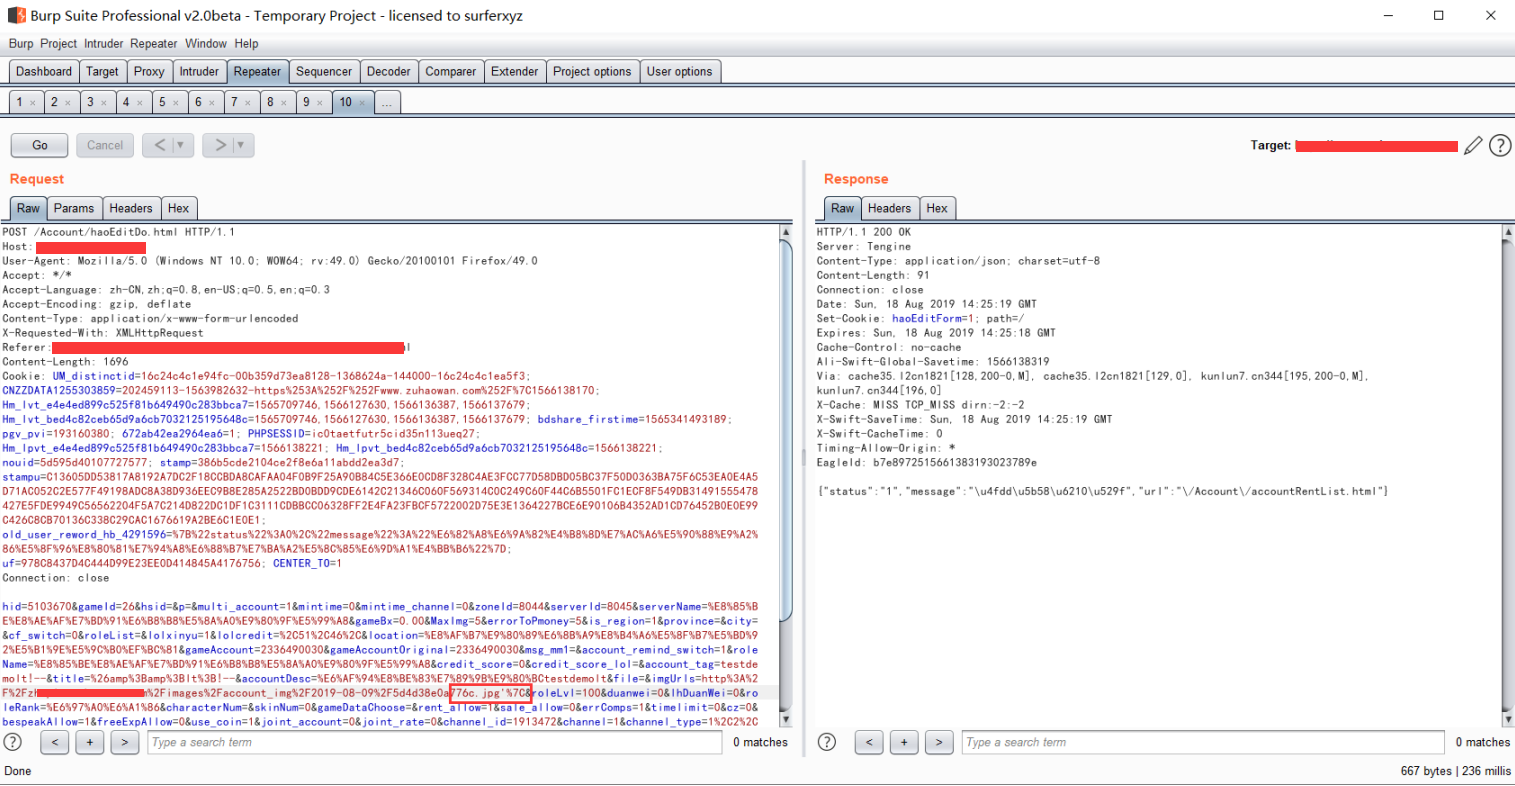 Burp Suite Professional v2.0beta - Temporary Project - licensed to surferxyz
Burp Project Intruder Repeater Window Help
Dashboard Target Proxy Intruder Repeater Sequencer Decoder Comparer Extender Project options User options
1 × 2 × 3 × 4 × 5 × 6 × 7 × 8 × 9 × 10 × ...
Go Cancel < ▼ > ▼ Target: ?
Request
Raw Params Headers Hex
POST /Account/haoEditDo.html HTTP/1.1
Host:
User-Agent: Mozilla/5.0 (Windows NT 10.0; WOW64; rv:49.0) Gecko/20100101 Firefox/49.0
Accept: */*
Accept-Language: zh-CN,zh;q=0.8,en-US;q=0.5,en;q=0.3
Accept-Encoding: gzip, deflate
Content-Type: application/x-www-form-urlencoded
X-Requested-With: XMLHttpRequest
Referer: l
Content-Length: 1696
Cookie: UM_distinctid=16c24c4c1e94fc-00b359d73ea8128-1368624a-144000-16c24c4c1ea5f3;
CNZZDATA1255303859=202459113-1563982632-https%253A%252F%252Fwww.zuhaowan.com%252F%7C1566138170;
Hm_lvt_e4e4ed899c525f81b649490c283bbca7=1565709746,1566127630,1566136387,1566137679;
Hm_lvt_bed4c82ceb65d9a6cb7032125195648c=1565709746,1566127630,1566136387,1566137679; bdshare_firstime=1565341493189;
pgv_pvi=193160380; 672ab42ea2964ea6=1; PHPSESSID=ic0taetfutr5cid35n113ueq27;
Hm_lpvt_e4e4ed899c525f81b649490c283bbca7=1566138221; Hm_lpvt_bed4c82ceb65d9a6cb7032125195648c=1566138221;
nouid=5d595d40107727577; stamp=386b5cde2104ce2f8e6a11abdd2ea3d7;
stampu=C13605DD53817A8192A7DC2F18CCBDA8CAFAA04F0B9F25A90B84C5E366E0CD8F328C4AE3FCC77D58DBD05BC37F50D0363BA75F6C53EA0E4A5
D71AC052C2E577F49198ADC8A38D936EEC9B8E285A2522BD0BDD9CDE6142C21346C060F569314C0C249C60F44C6B5501FC1ECF8F549DB31491555478
427E5FDE9949C56562204F5A7C214D822DC1DF1C3111CDBBCC06328FF2E4FA23FBCF5722002D75E3E1364227BCE6E90106B4352AD1CD76452B0E0E99
C426C8CB70136C338C29CAC1676619A2BE6C1E0E1;
old_user_reword_hb_4291596=%7B%22status%22%3A0%2C%22message%22%3A%22%E6%82%A8%E6%9A%82%E4%B8%8D%E7%AC%A6%E5%90%88%E9%A2%
86%E5%8F%96%E8%80%81%E7%94%A8%E6%88%B7%E7%BA%A2%E5%8C%85%E6%9D%A1%E4%BB%B6%22%7D;
uf=978C8437D4C444D99E23EE0D414845A4176756; CENTER_TO=1
Connection: close
hid=5103670&gameId=26&hsid=&p=&multi_account=1&mintime=0&mintime_channel=0&zoneId=8044&serverId=8045&serverName=%E8%85%B
E%E8%AE%AF%E7%BD%91%E6%B8%B8%E5%8A%A0%E9%80%9F%E5%99%A8&gameBx=0.00&MaxImg=5&errorToPmoney=5&is_region=1&province=&city=
&cf_switch=0&roleList=&lolxinyu=1&lolcredit=%2C51%2C46%2C&location=%E8%AF%B7%E9%80%89%E6%8B%A9%E8%B4%A6%E5%8F%B7%E5%BD%9
2%E5%B1%9E%E5%9C%B0%EF%BC%81&gameAccount=2336490030&gameAccountOriginal=2336490030&msg_mm1=&account_remind_switch=1&role
Name=%E8%85%BE%E8%AE%AF%E7%BD%91%E6%B8%B8%E5%8A%A0%E9%80%9F%E5%99%A8&credit_score=0&credit_score_lol=&account_tag=testde
molt!--&title=%26amp%3Bamp%3Blt%3B!--&accountDesc=%E6%AF%94%E8%BE%83%E7%89%9B%E9%80%BCtestdemolt&file=&imgUrls=http%3A%2
F%2Fzh m%2Fimages%2Faccount_img%2F2019-08-09%2F5d4d38e0a776c.jpg'%7C&roleLvl=100&duanwei=0&lhDuanWei=0&ro
leRank=%E6%97%A0%E6%A1%86&characterNum=&skinNum=0&gameDataChoose=&rent_allow=1&sale_allow=0&errComps=1&timelimit=0&cz=0&
bespeakAllow=1&freeExpAllow=0&use_coin=1&joint_account=0&joint_rate=0&channel_id=1913472&channel=1&channel_type=1%2C2%2C
? < + > Type a search term 0 matches
Response
Raw Headers Hex
HTTP/1.1 200 OK
Server: Tengine
Content-Type: application/json; charset=utf-8
Content-Length: 91
Connection: close
Date: Sun, 18 Aug 2019 14:25:19 GMT
Set-Cookie: haoEditForm=1; path=/
Expires: Sun, 18 Aug 2019 14:25:18 GMT
Cache-Control: no-cache
Ali-Swift-Global-Savetime: 1566138319
Via: cache35.l2cn1821[128,200-0,M], cache35.l2cn1821[129,0], kunlun7.cn344[195,200-0,M],
kunlun7.cn344[196,0]
X-Cache: MISS TCP_MISS dirn:-2:-2
X-Swift-SaveTime: Sun, 18 Aug 2019 14:25:19 GMT
X-Swift-CacheTime: 0
Timing-Allow-Origin: *
EagleId: b7e8972515661383193023789e
{"status":"1","message":"\u4fdd\u5b58\u6210\u529f","url":"\/Account\/accountRentList.html"}
? < + > Type a search term 0 matches
Done 667 bytes | 236 millis